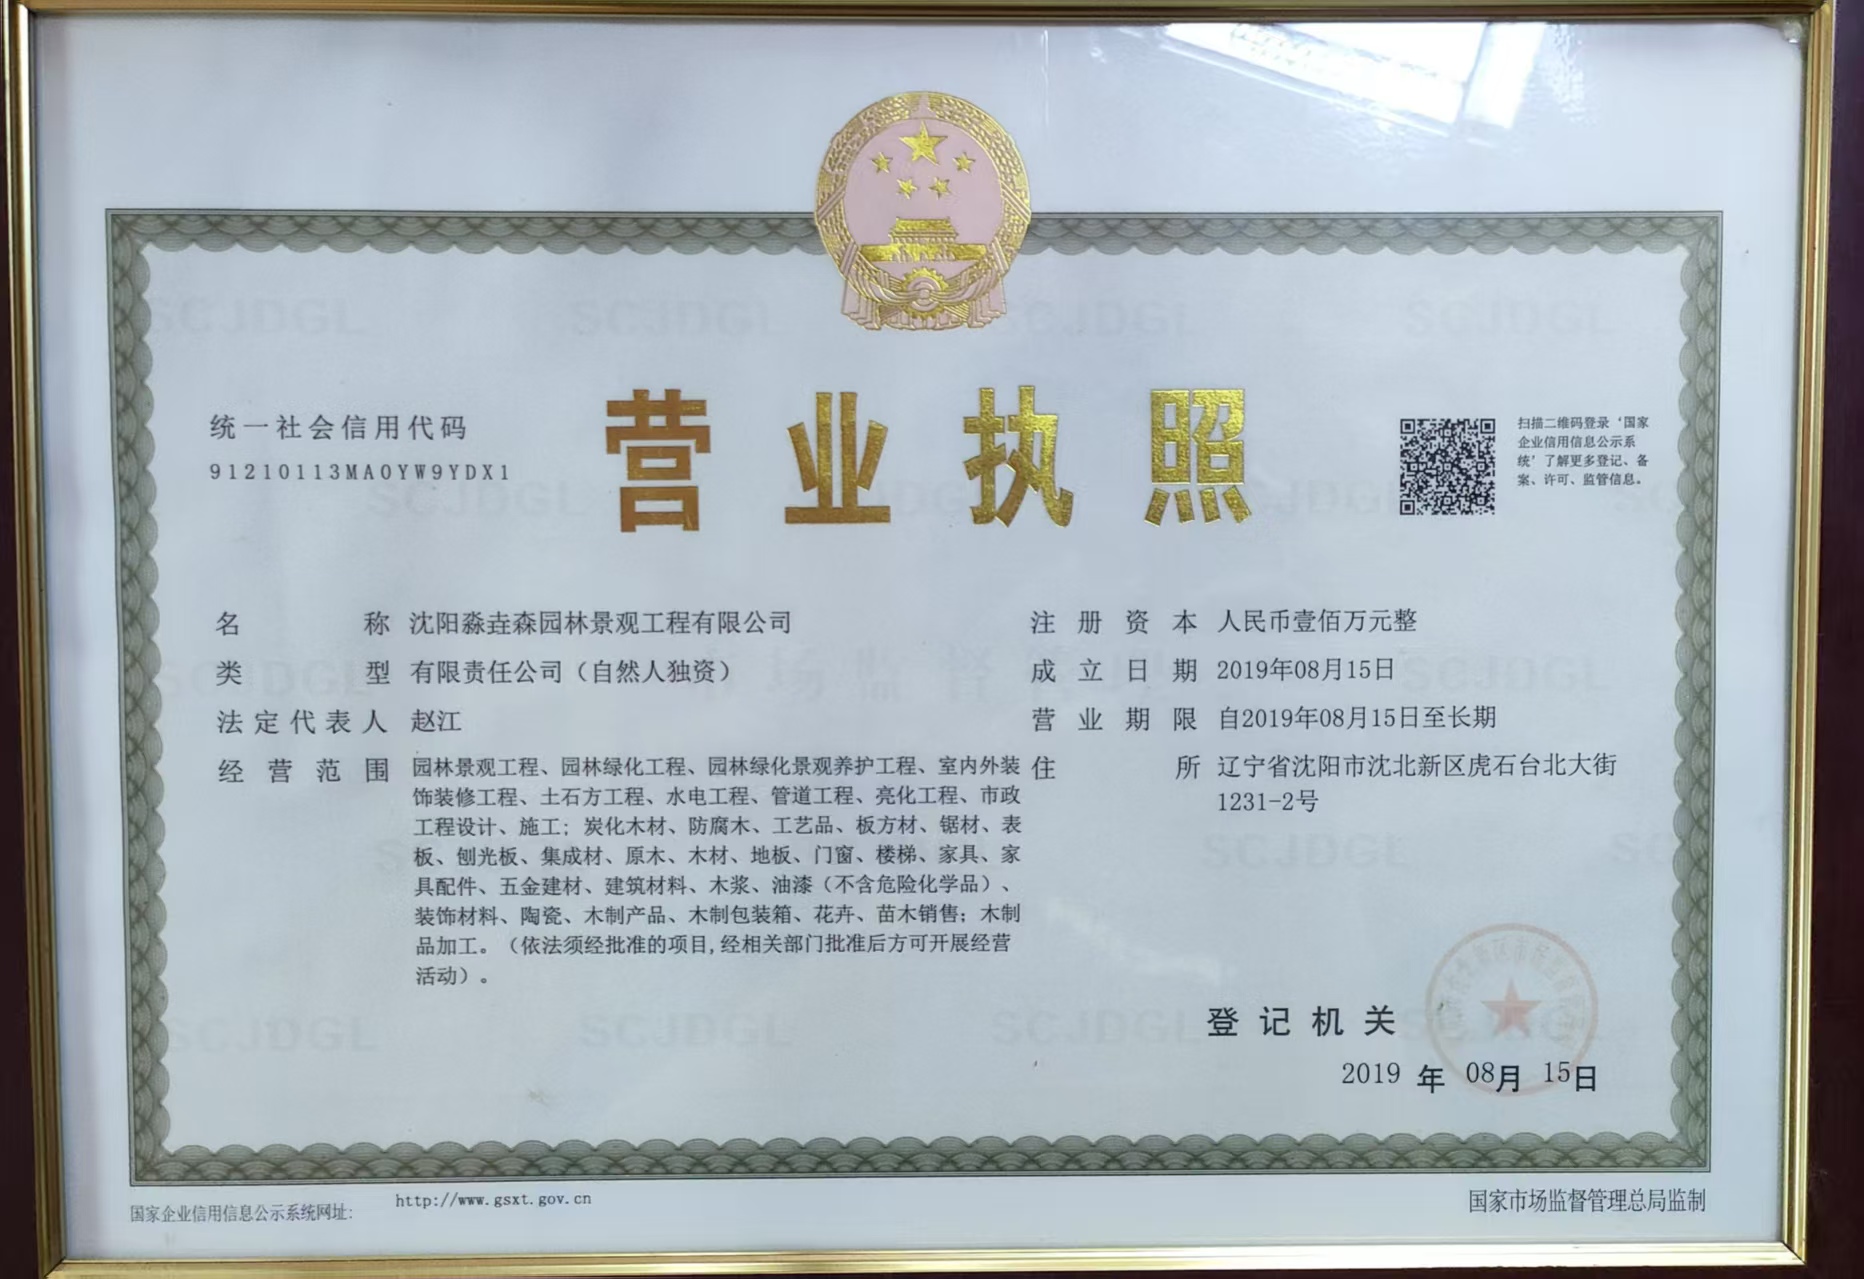 统一社会信用代码
91210113MA0YW9YDX1
营业执照
扫描二维码登录‘国家
企业信用信息公示系
统’了解更多登记、备
案、许可、监管信息。
名称 沈阳淼垚森园林景观工程有限公司
类型 有限责任公司（自然人独资）
法定代表人 赵江
经营范围 园林景观工程、园林绿化工程、园林绿化景观养护工程、室内外装
饰装修工程、土石方工程、水电工程、管道工程、亮化工程、市政
工程设计、施工；炭化木材、防腐木、工艺品、板方材、锯材、表
板、刨光板、集成材、原木、木材、地板、门窗、楼梯、家具、家
具配件、五金建材、建筑材料、木浆、油漆（不含危险化学品）、
装饰材料、陶瓷、木制产品、木制包装箱、花卉、苗木销售；木制
品加工。（依法须经批准的项目,经相关部门批准后方可开展经营
活动）。
注册资本 人民币壹佰万元整
成立日期 2019年08月15日
营业期限 自2019年08月15日至长期
住所 辽宁省沈阳市沈北新区虎石台北大街
1231-2号
登记机关
2019 年 08月 15日
国家企业信用信息公示系统网址: http://www.gsxt.gov.cn
国家市场监督管理总局监制